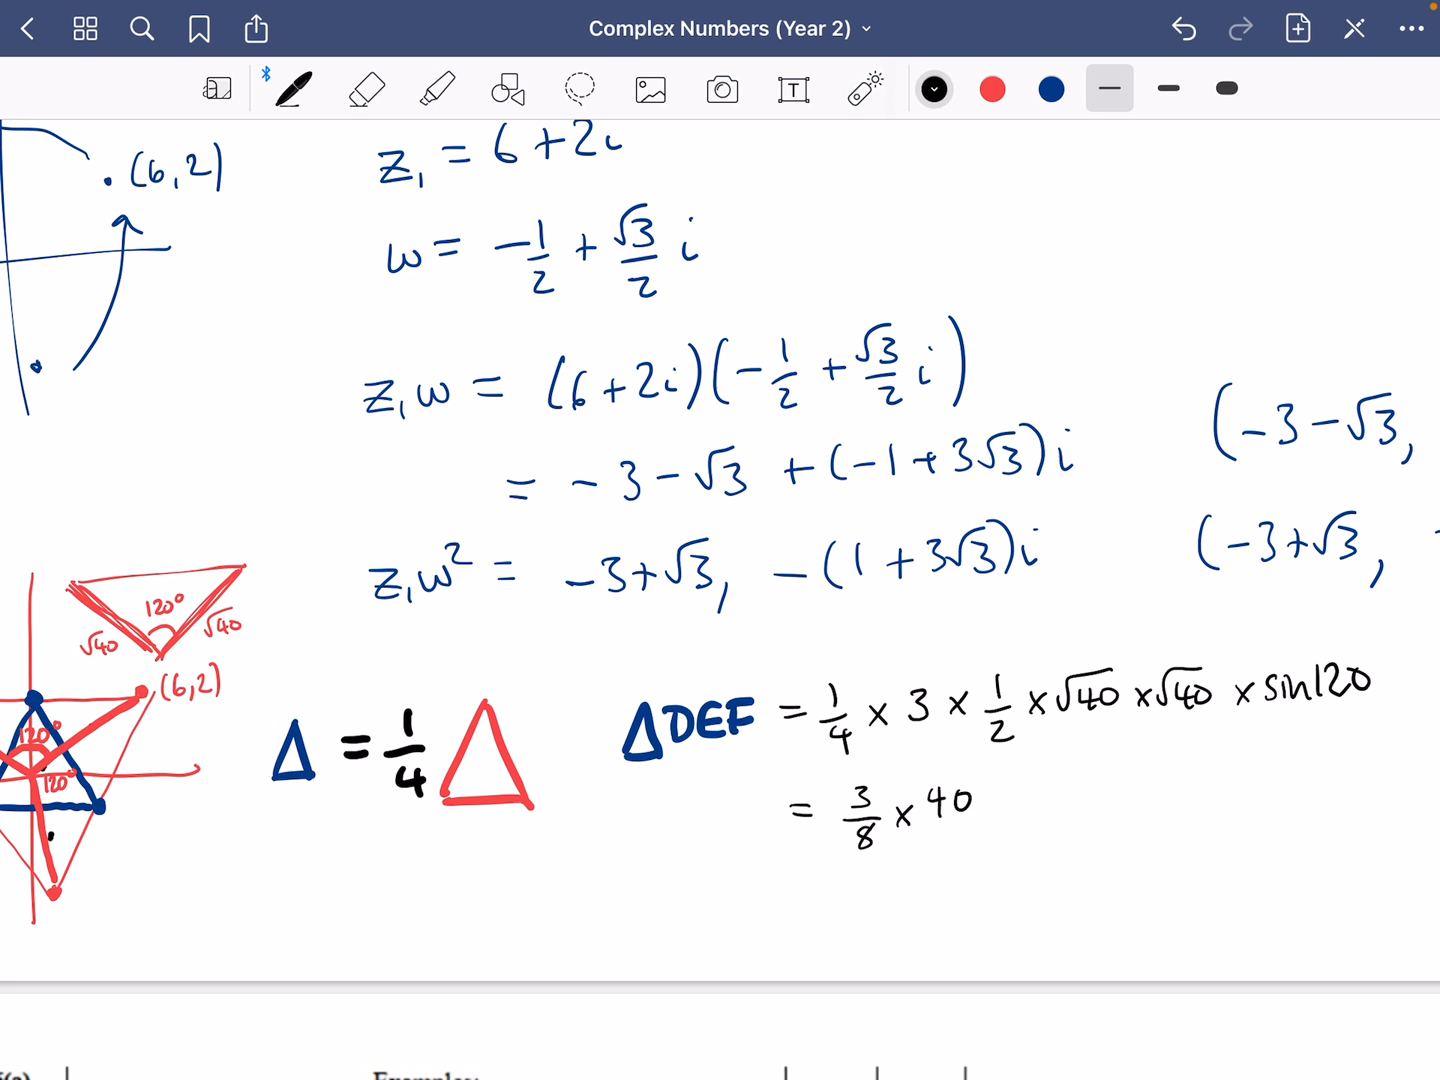 Complex Numbers (Year 2)
(6,2)
z₁ = 6+2i
w = -1/2 + √3/2 i
z₁w = (6+2i)(-1/2 + √3/2 i)
= -3-√3 +(-1+3√3)i
(-3-√3,
z₁w² = -3+√3, -(1+3√3)i
(-3+√3,
120°
√40
√40
(6,2)
120°
120°
Δ = 1/4 Δ
ΔDEF = 1/4 × 3 × 1/2 × √40 × √40 × sin120
= 3/8 × 40
Examples: